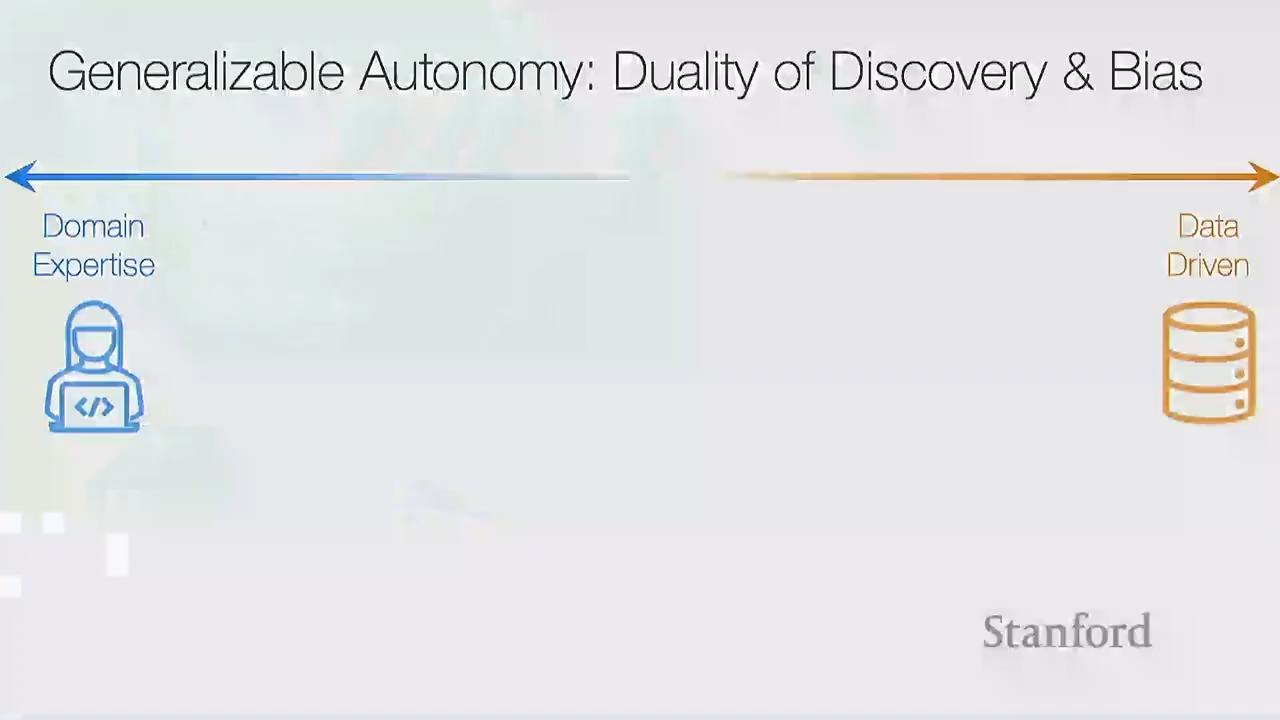 Generalizable Autonomy: Duality of Discovery & Bias
Domain
Expertise
Data
Driven
</>
Stanford